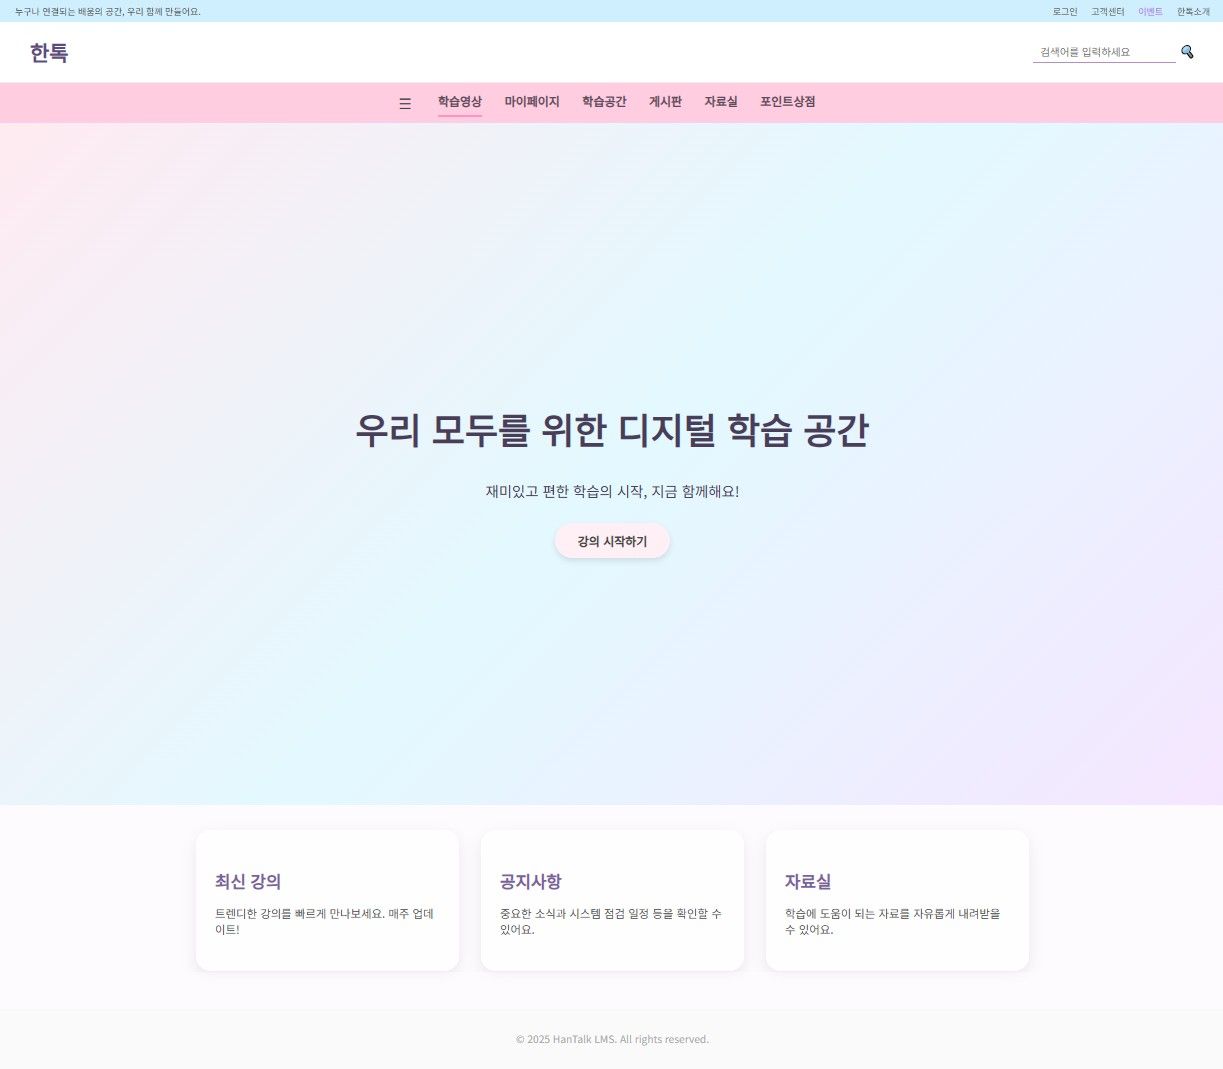 누구나 연결되는 배움의 공간, 우리 함께 만들어요.
로그인 고객센터 이벤트 한톡소개
한톡
검색어를 입력하세요
☰ 학습영상 마이페이지 학습공간 게시판 자료실 포인트상점
우리 모두를 위한 디지털 학습 공간
재미있고 편한 학습의 시작, 지금 함께해요!
강의 시작하기
최신 강의
트렌디한 강의를 빠르게 만나보세요. 매주 업데
이트!
공지사항
중요한 소식과 시스템 점검 일정 등을 확인할 수
있어요.
자료실
학습에 도움이 되는 자료를 자유롭게 내려받을
수 있어요.
© 2025 HanTalk LMS. All rights reserved.